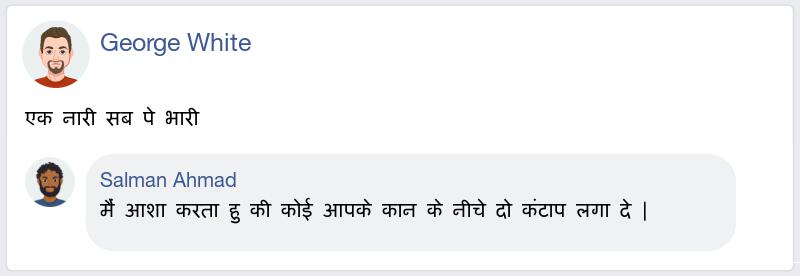 George White
एक नारी सब पे भारी
Salman Ahmad
मैं आशा करता हु की कोई आपके कान के नीचे दो कंटाप लगा दे |